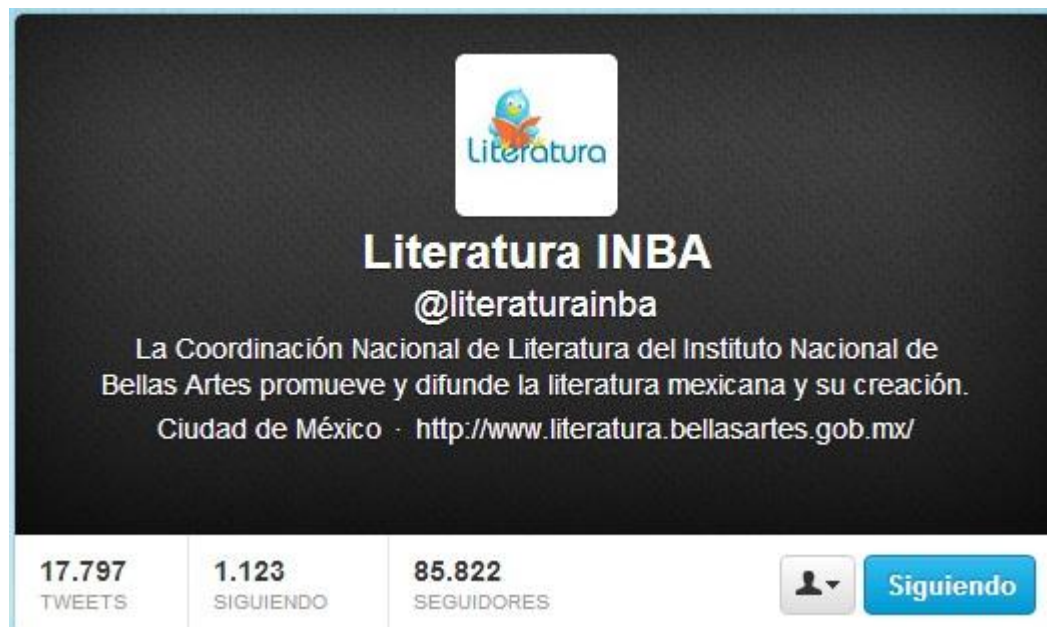 Literatura
Literatura INBA
@literaturainba
La Coordinación Nacional de Literatura del Instituto Nacional de
Bellas Artes promueve y difunde la literatura mexicana y su creación.
Ciudad de México · http://www.literatura.bellasartes.gob.mx/
17.797 1.123 85.822
TWEETS SIGUIENDO SEGUIDORES
Siguiendo